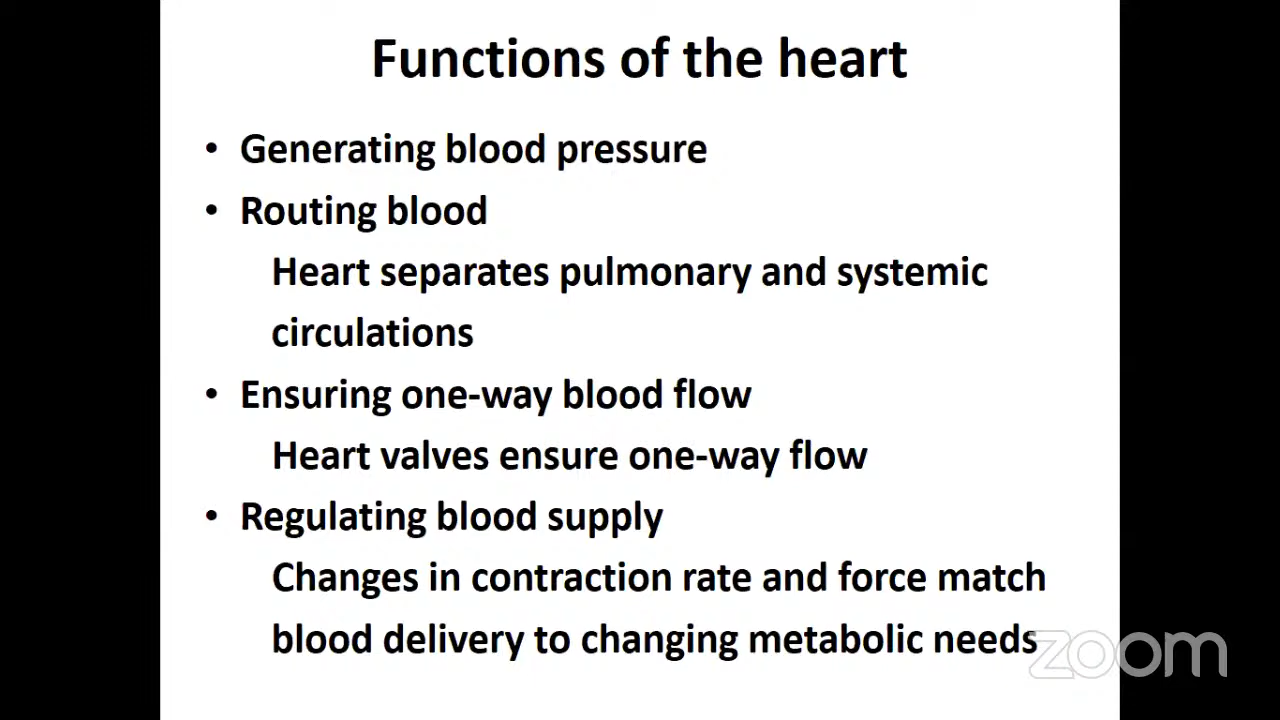 Functions of the heart
• Generating blood pressure
• Routing blood
Heart separates pulmonary and systemic
circulations
• Ensuring one-way blood flow
Heart valves ensure one-way flow
• Regulating blood supply
Changes in contraction rate and force match
blood delivery to changing metabolic needs
zoom